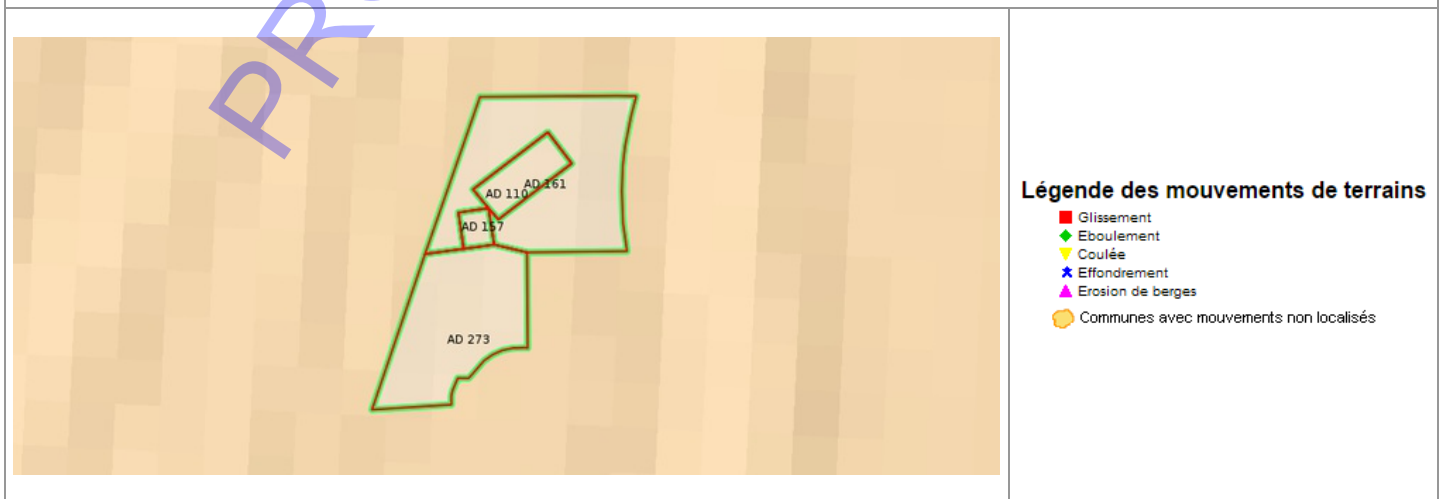 AD 161
AD 110
AD 157
AD 273
Légende des mouvements de terrains
Glissement
Eboulement
Coulée
Effondrement
Erosion de berges
Communes avec mouvements non localisés